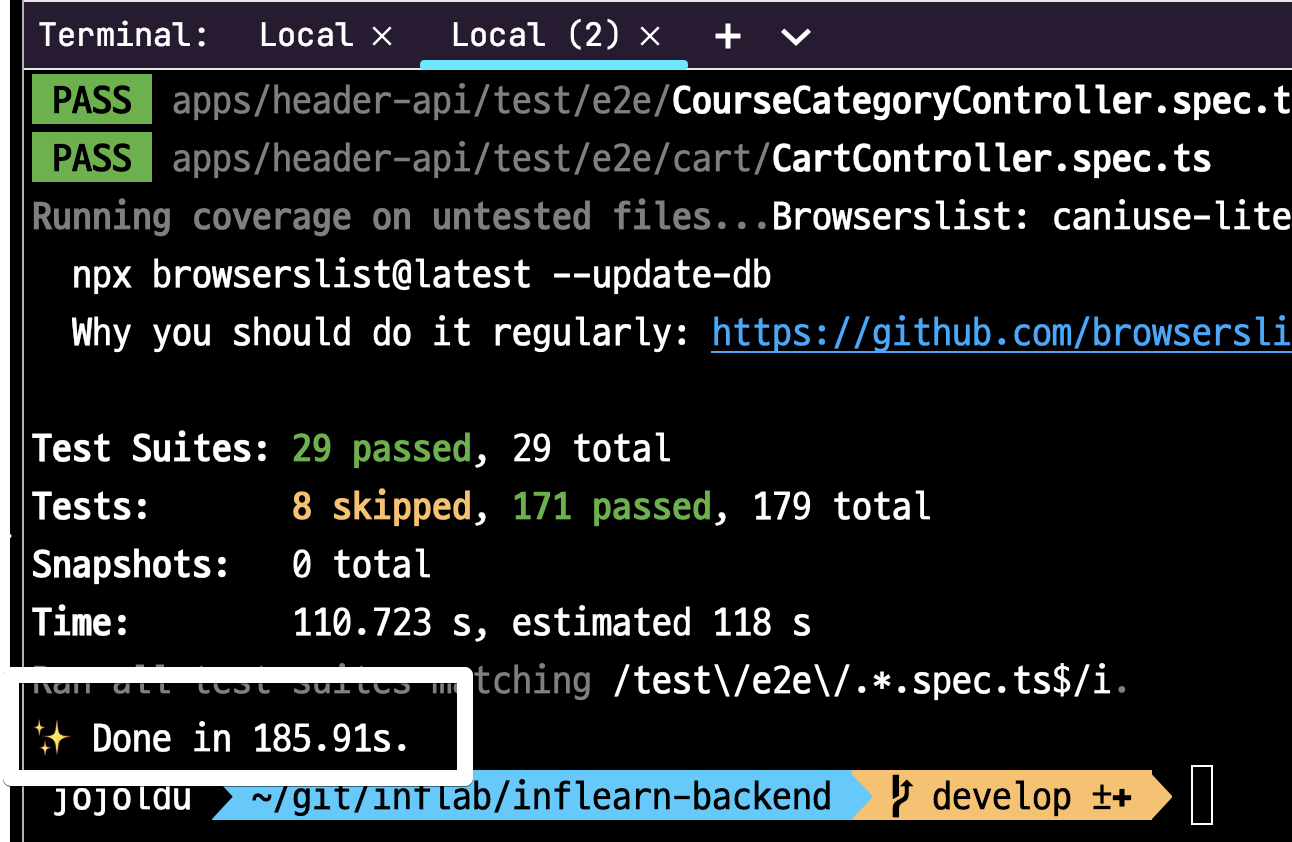 Terminal: Local × Local (2) × +
PASS apps/header-api/test/e2e/CourseCategoryController.spec.t
PASS apps/header-api/test/e2e/cart/CartController.spec.ts
Running coverage on untested files...Browserslist: caniuse-lite
npx browserslist@latest --update-db
Why you should do it regularly: https://github.com/browsersli
Test Suites: 29 passed, 29 total
Tests: 8 skipped, 171 passed, 179 total
Snapshots: 0 total
Time: 110.723 s, estimated 118 s
Ran all test suites matching /test\/e2e\/.*.spec.ts$/i.
✨ Done in 185.91s.
jojoldu ~/git/inflab/inflearn-backend develop ±✚